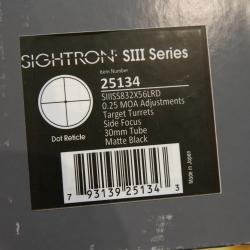 SIGHTRON SIII Series
Item Number
25134
SIIISS832X56LRD
0.25 MOA Adjustments
Target Turrets
Side Focus
30mm Tube
Matte Black
Dot Reticle
7 93139 25134 3
Made in Japan